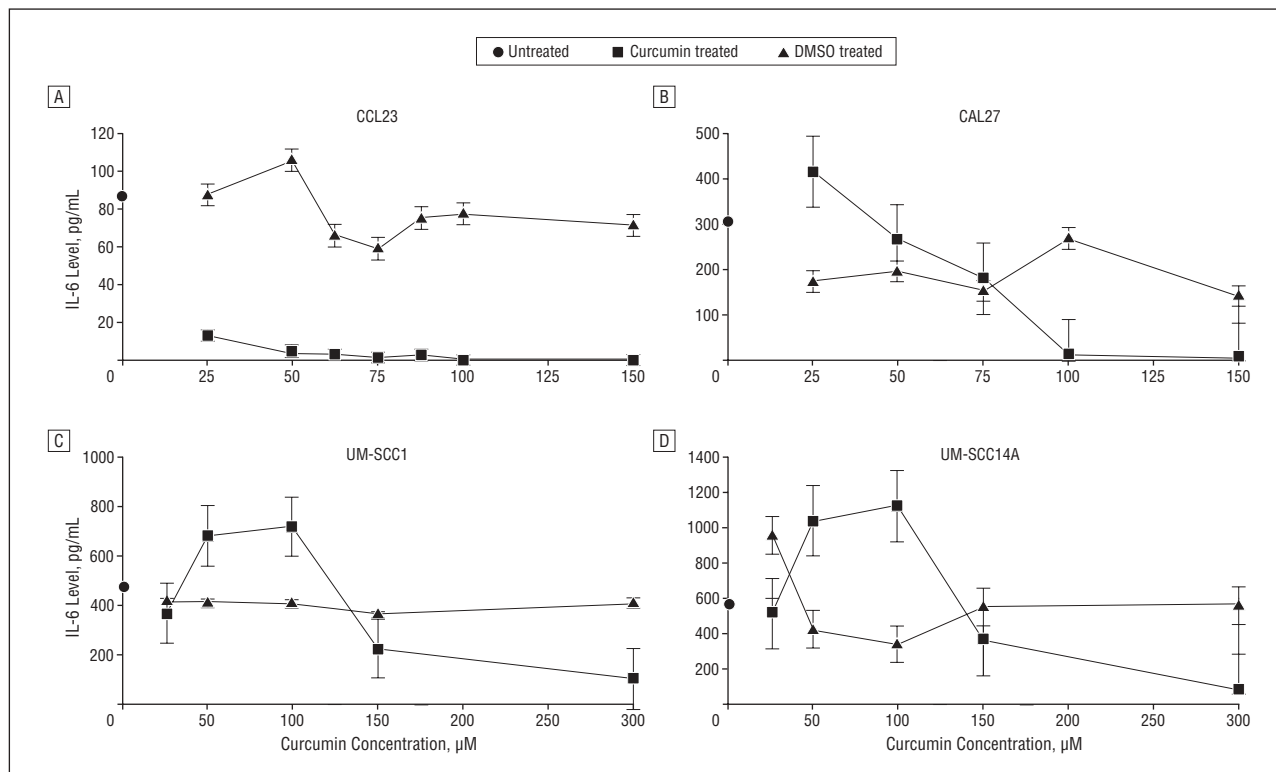 Untreated Curcumin treated DMSO treated
A
CCL23
IL-6 Level, pg/mL
120
100
80
60
40
20
0 25 50 75 100 125 150
B
CAL27
500
400
300
200
100
0 25 50 75 100 125 150
C
UM-SCC1
IL-6 Level, pg/mL
1000
800
600
400
200
0 50 100 150 200 250 300
Curcumin Concentration, μM
D
UM-SCC14A
1400
1200
1000
800
600
400
200
0 50 100 150 200 250 300
Curcumin Concentration, μM